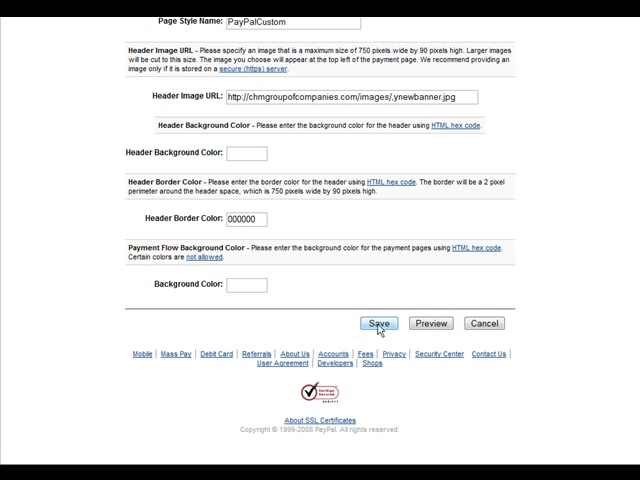 Page Style Name: PayPalCustom
Header Image URL - Please specify an image that is a maximum size of 750 pixels wide by 90 pixels high. Larger images
will be cut to this size. The image you choose will appear at the top left of the payment page. We recommend providing an
image only if it is stored on a secure (https) server.
Header Image URL: http://chmgroupofcompanies.com/images/,ynewbanner.jpg
Header Background Color - Please enter the background color for the header using HTML hex code.
Header Background Color:
Header Border Color - Please enter the border color for the header using HTML hex code. The border will be a 2 pixel
perimeter around the header space, which is 750 pixels wide by 90 pixels high.
Header Border Color: 000000
Payment Flow Background Color - Please enter the background color for the payment pages using HTML hex code.
Certain colors are not allowed.
Background Color:
Save Preview Cancel
Mobile | Mass Pay | Debit Card | Referrals | About Us | Accounts | Fees | Privacy | Security Center | Contact Us |
User Agreement | Developers | Shops
VeriSign
Secured
About SSL Certificates
Copyright © 1999-2008 PayPal. All rights reserved.